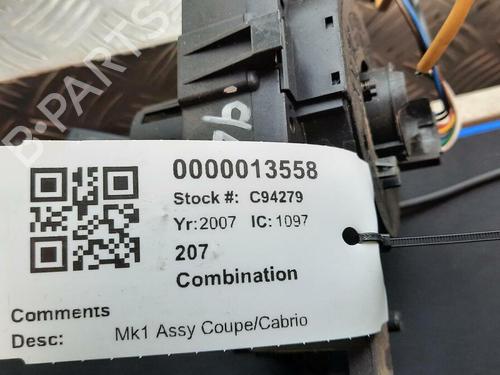 B-PARTS
0000013558
Stock #: C94279
Yr:2007 IC:1097
207
Combination
Comments
Desc: Mk1 Assy Coupe/Cabrio